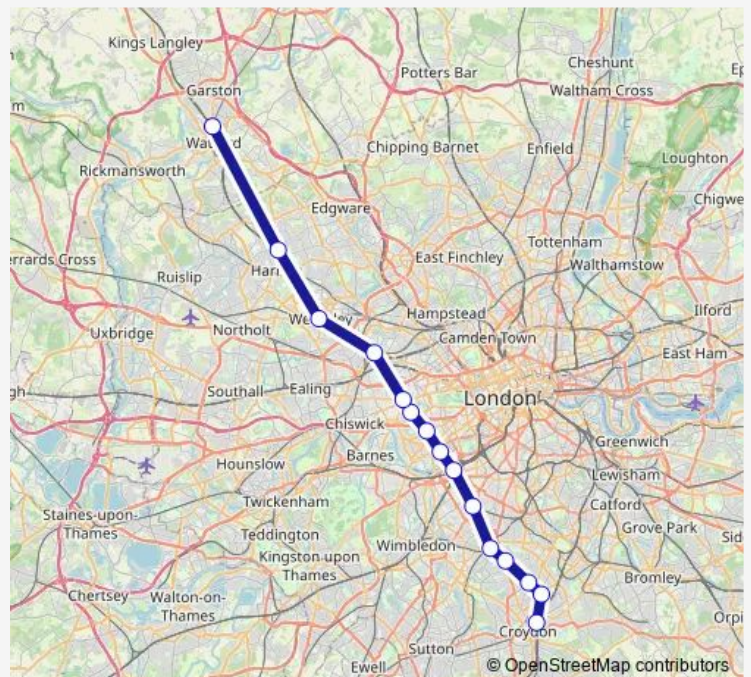 Kings Langley
Cheshunt
Potters Bar
Garston
Waltham Cross
Chipping Barnet
Enfield
Loughton
Rickmansworth
Chigwe
Edgware
Tottenham
errards Cross
East Finchley
Walthamstow
Ruislip
Hampstead
Ilford
Uxbridge
Northolt
Camden Town
East Ham
Southall
Ealing
London
Chiswick
Greenwich
Barnes
Hounslow
Lewisham
Twickenham
Catford
Staines-upon-
Thames
Grove Park
Teddington
Wimbledon
Kingston upon
Thames
Bromley
Chertsey
Walton-on-
Thames
Croydon
Sutton
Ewell
© OpenStreetMap contributors